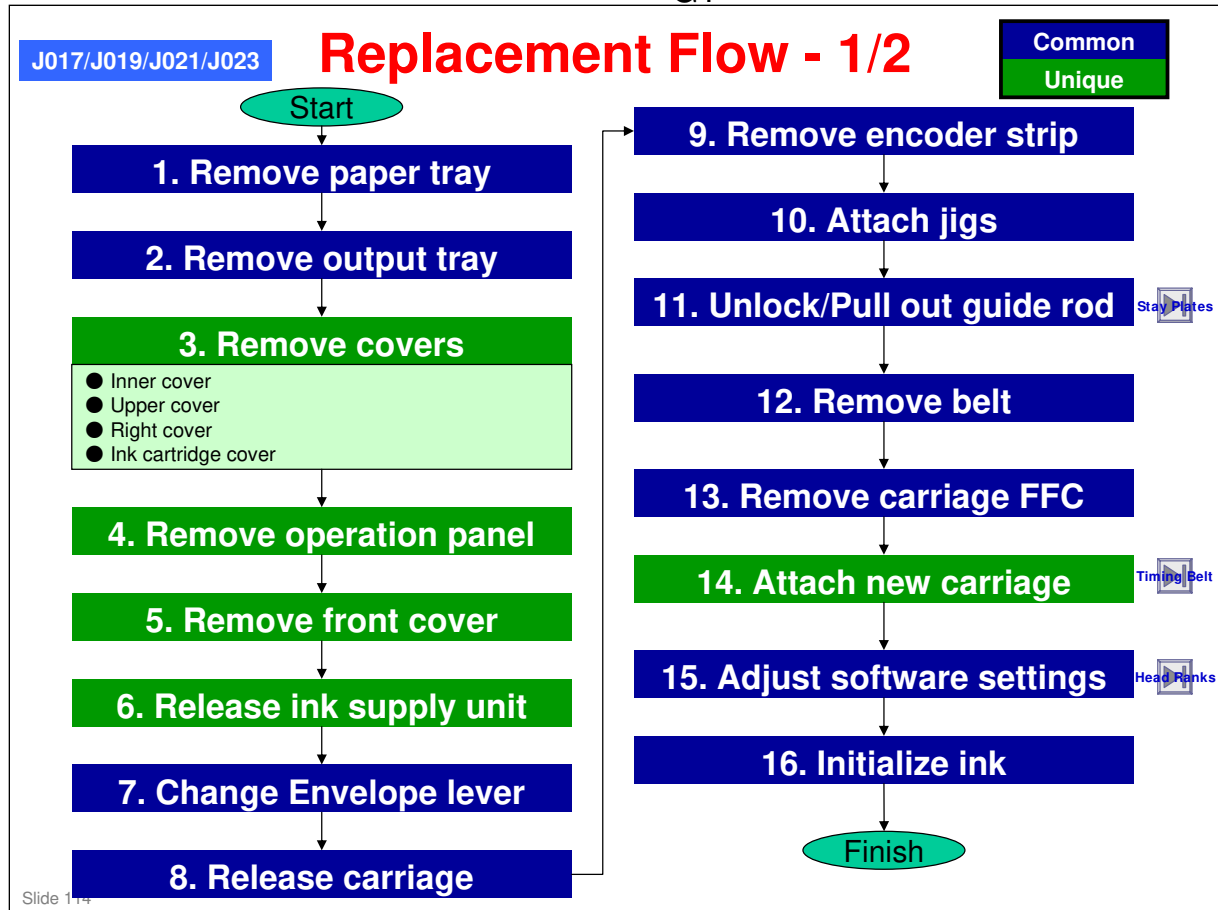 J017/J019/J021/J023
Replacement Flow - 1/2
Common
Unique
Start
1. Remove paper tray
2. Remove output tray
3. Remove covers
● Inner cover
● Upper cover
● Right cover
● Ink cartridge cover
4. Remove operation panel
5. Remove front cover
6. Release ink supply unit
7. Change Envelope lever
8. Release carriage
9. Remove encoder strip
10. Attach jigs
11. Unlock/Pull out guide rod
Stay Plates
12. Remove belt
13. Remove carriage FFC
14. Attach new carriage
Timing Belt
15. Adjust software settings
Head Ranks
16. Initialize ink
Finish
Slide 114